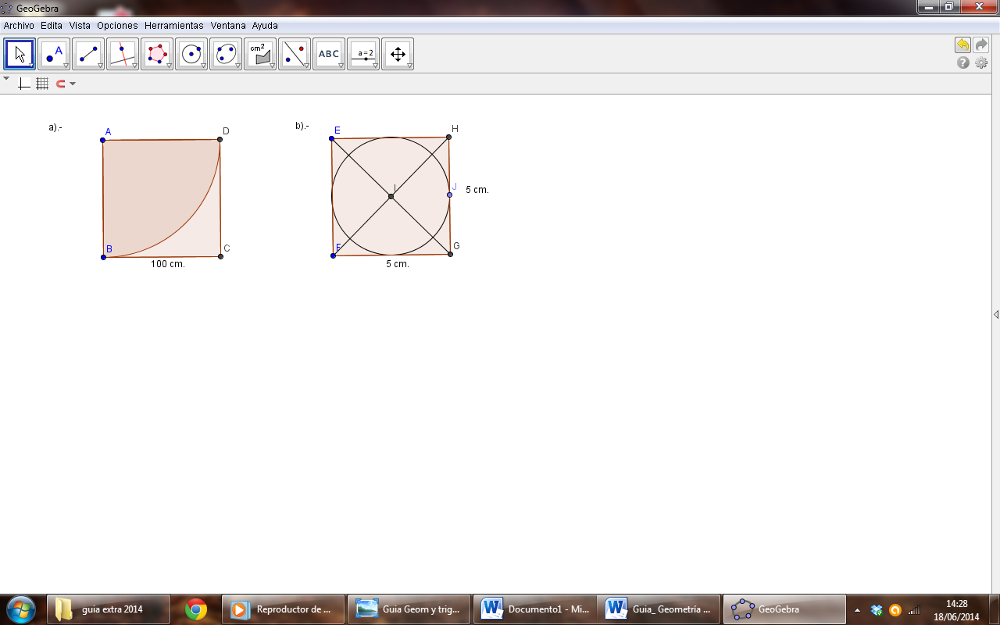 GeoGebra
Archivo Edita Vista Opciones Herramientas Ventana Ayuda
A cm² ABC a = 2
a).-
A
D
B
C
100 cm.
b).-
E
H
I
J
5 cm.
F
G
5 cm.
guia extra 2014 Reproductor de ... Guia Geom y trig... Documento1 - Mi... Guia_ Geometría ... GeoGebra 14:28
18/06/2014